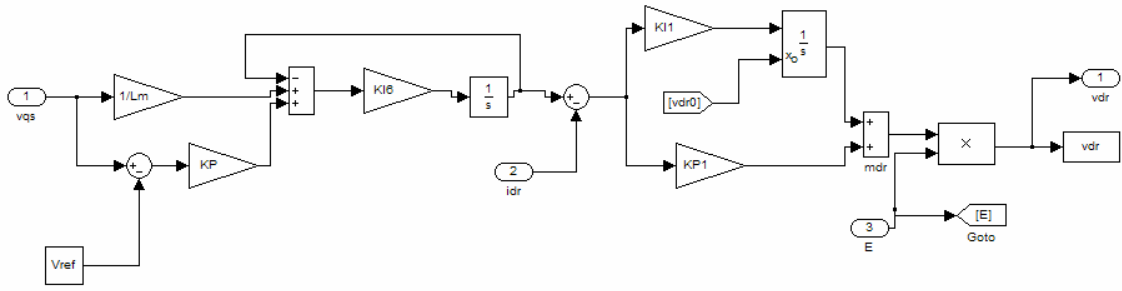 1
vqs
1/Lm
KP
Vref
−
+
+
KI6
1
s
+
−
+
−
2
idr
KI1
[vdr0]
KP1
xo
1
s
+
+
mdr
×
3
E
[E]
Goto
1
vdr
vdr